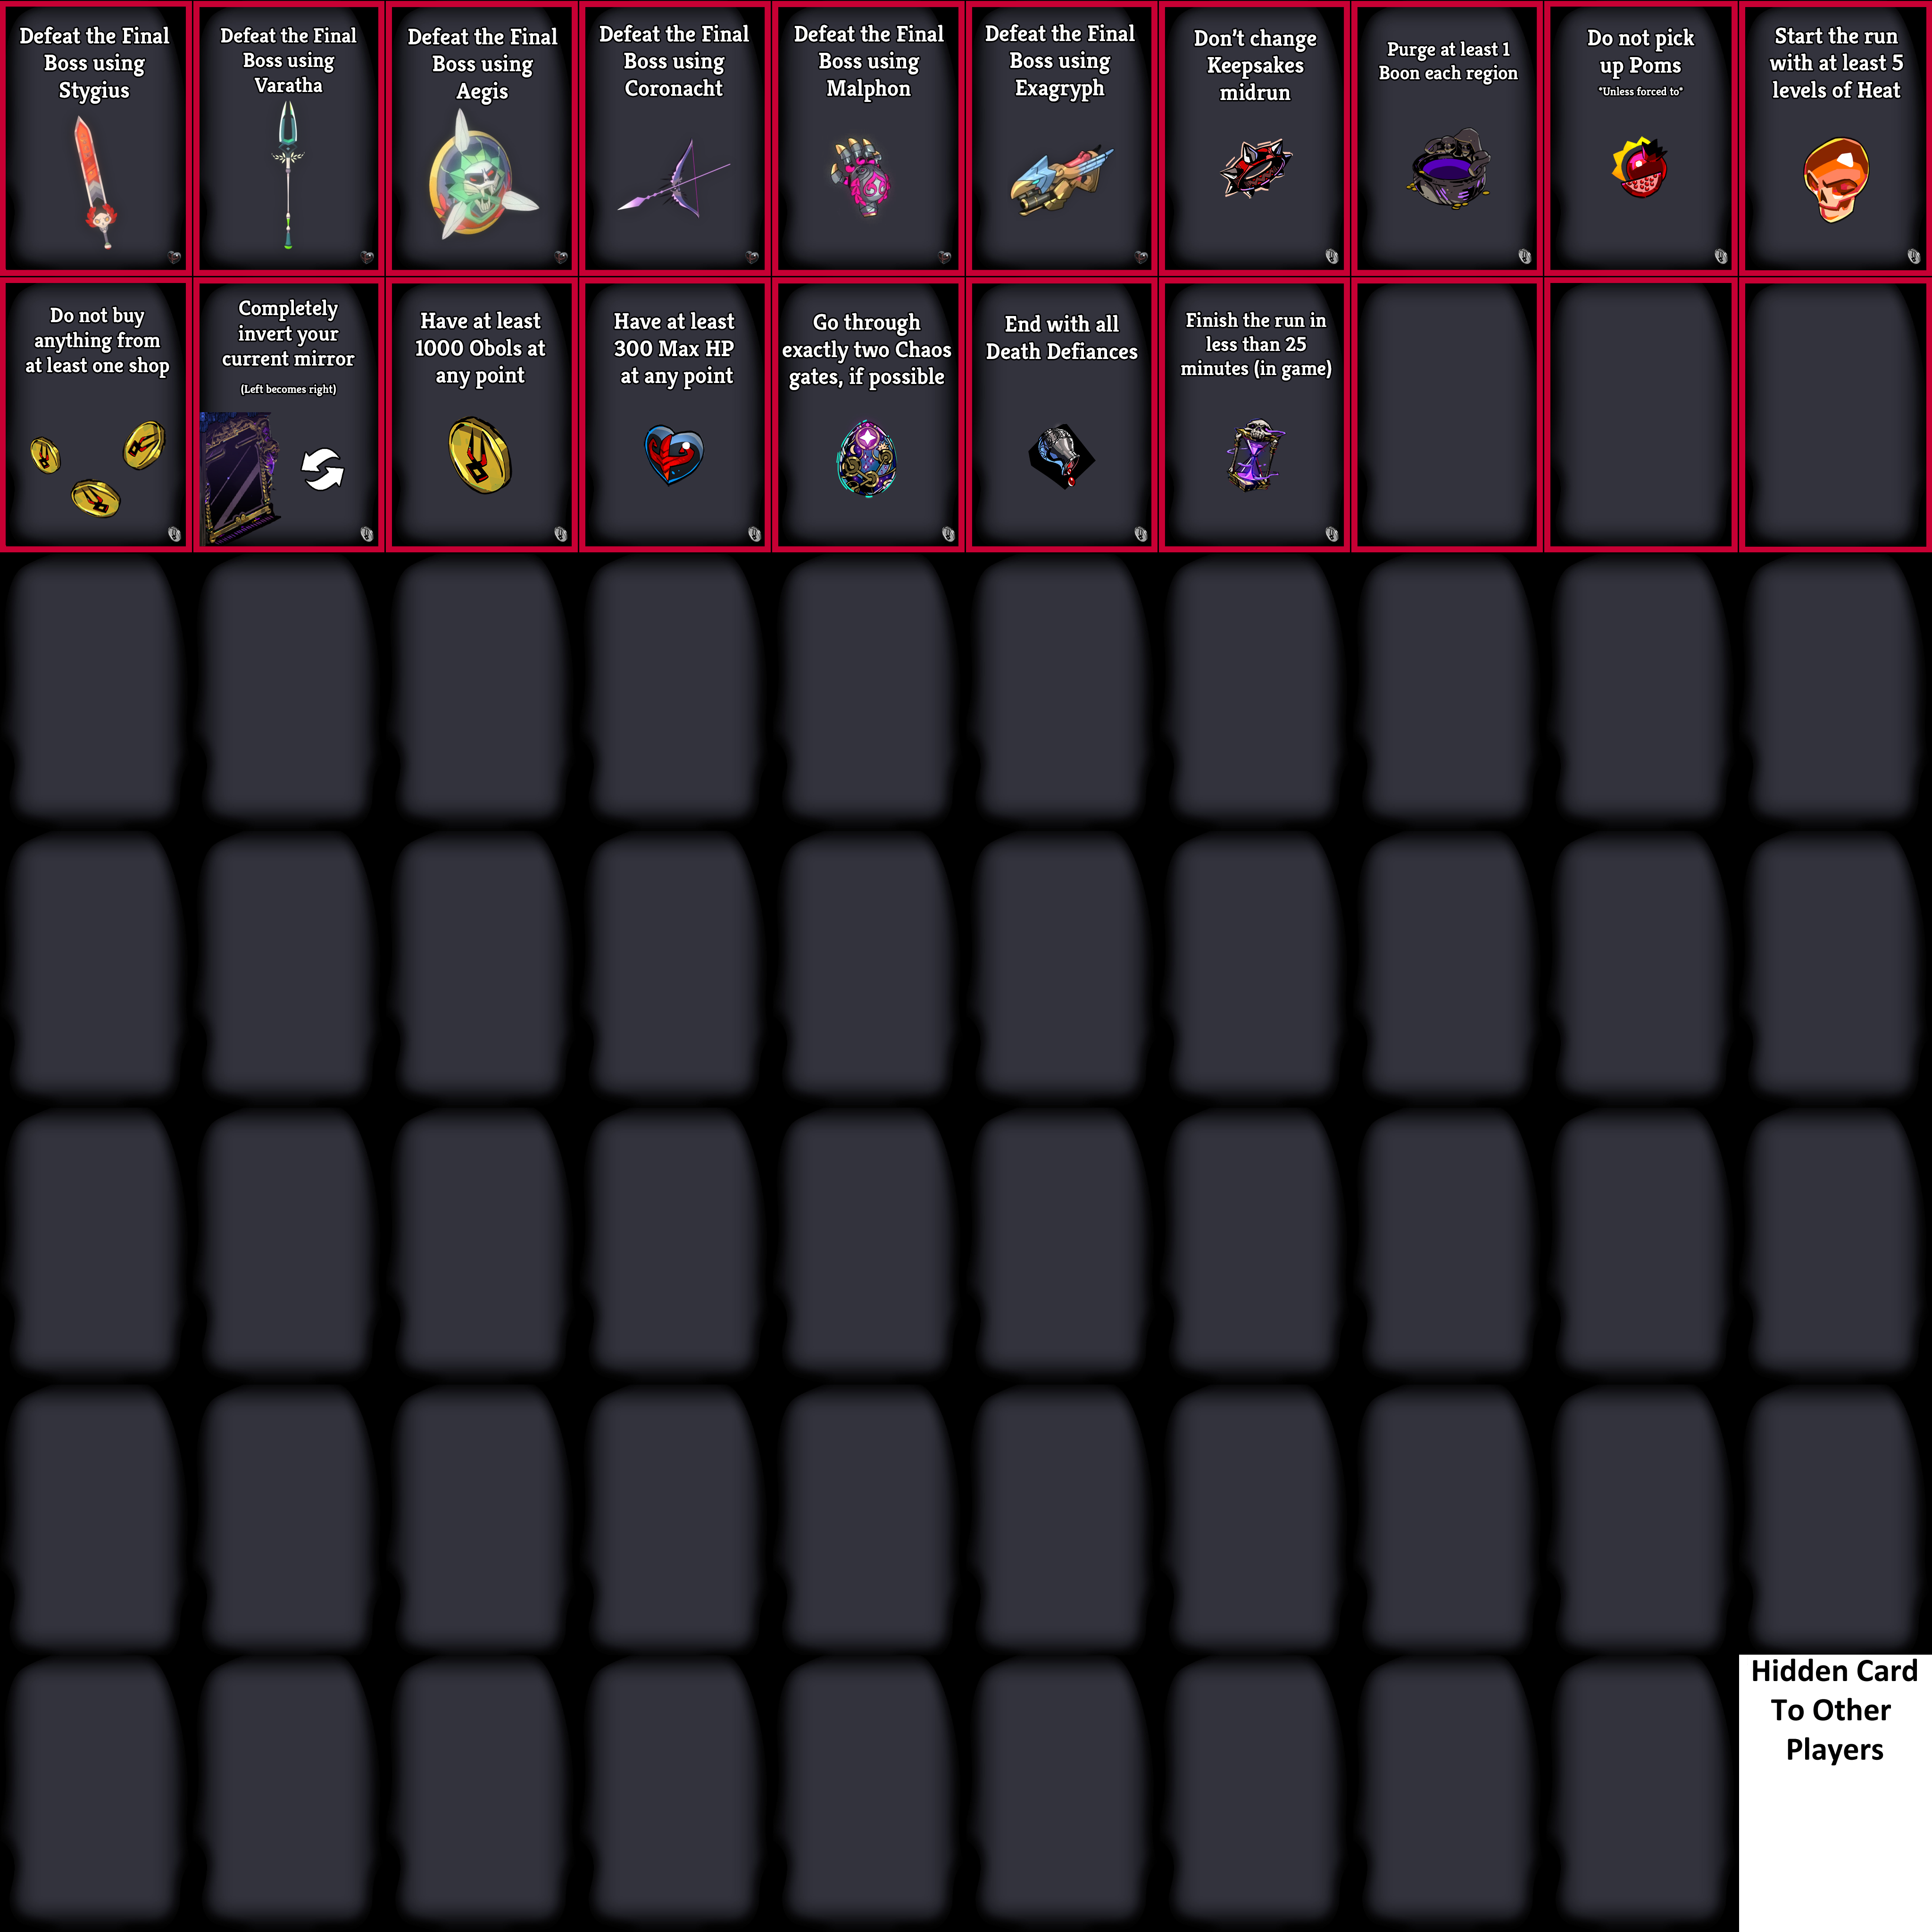 Defeat the Final
Boss using
Stygius
Defeat the Final
Boss using
Varatha
Defeat the Final
Boss using
Aegis
Defeat the Final
Boss using
Coronacht
Defeat the Final
Boss using
Malphon
Defeat the Final
Boss using
Exagryph
Don't change
Keepsakes
midrun
Purge at least 1
Boon each region
Do not pick
up Poms
*Unless forced to*
Start the run
with at least 5
levels of Heat
Do not buy
anything from
at least one shop
Completely
invert your
current mirror
(Left becomes right)
Have at least
1000 Obols at
any point
Have at least
300 Max HP
at any point
Go through
exactly two Chaos
gates, if possible
End with all
Death Defiances
Finish the run in
less than 25
minutes (in game)
Hidden Card
To Other
Players